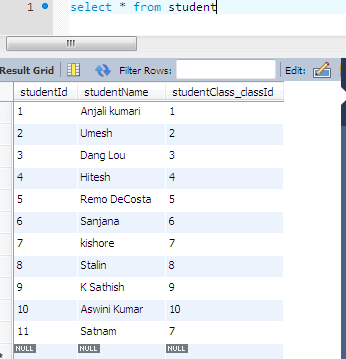 1 select * from student
Result Grid Filter Rows: Edit:
studentId studentName studentClass_classId
1 Anjali kumari 1
2 Umesh 2
3 Dang Lou 3
4 Hitesh 4
5 Remo DeCosta 5
6 Sanjana 6
7 kishore 7
8 Stalin 8
9 K Sathish 9
10 Aswini Kumar 10
11 Satnam 7
NULL NULL NULL